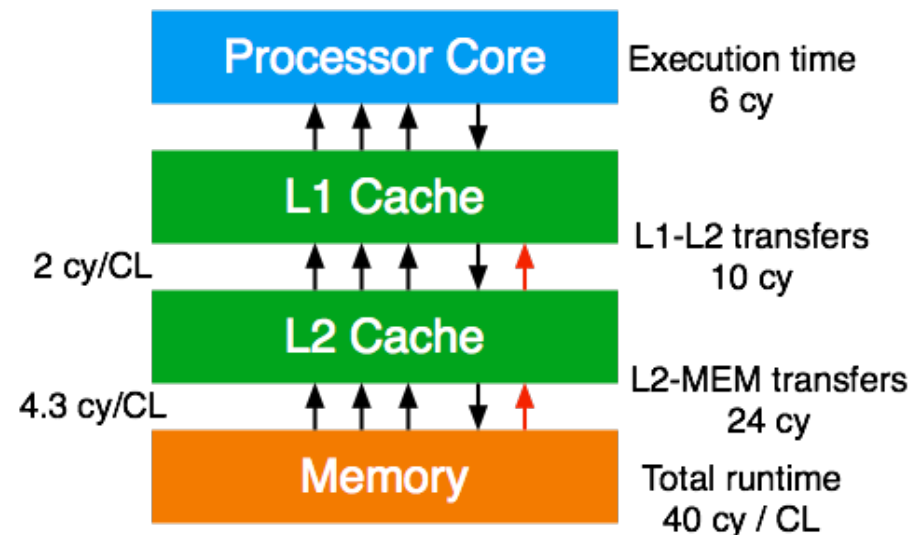 Processor Core
Execution time
6 cy
L1 Cache
2 cy/CL
L1-L2 transfers
10 cy
L2 Cache
4.3 cy/CL
L2-MEM transfers
24 cy
Memory
Total runtime
40 cy / CL